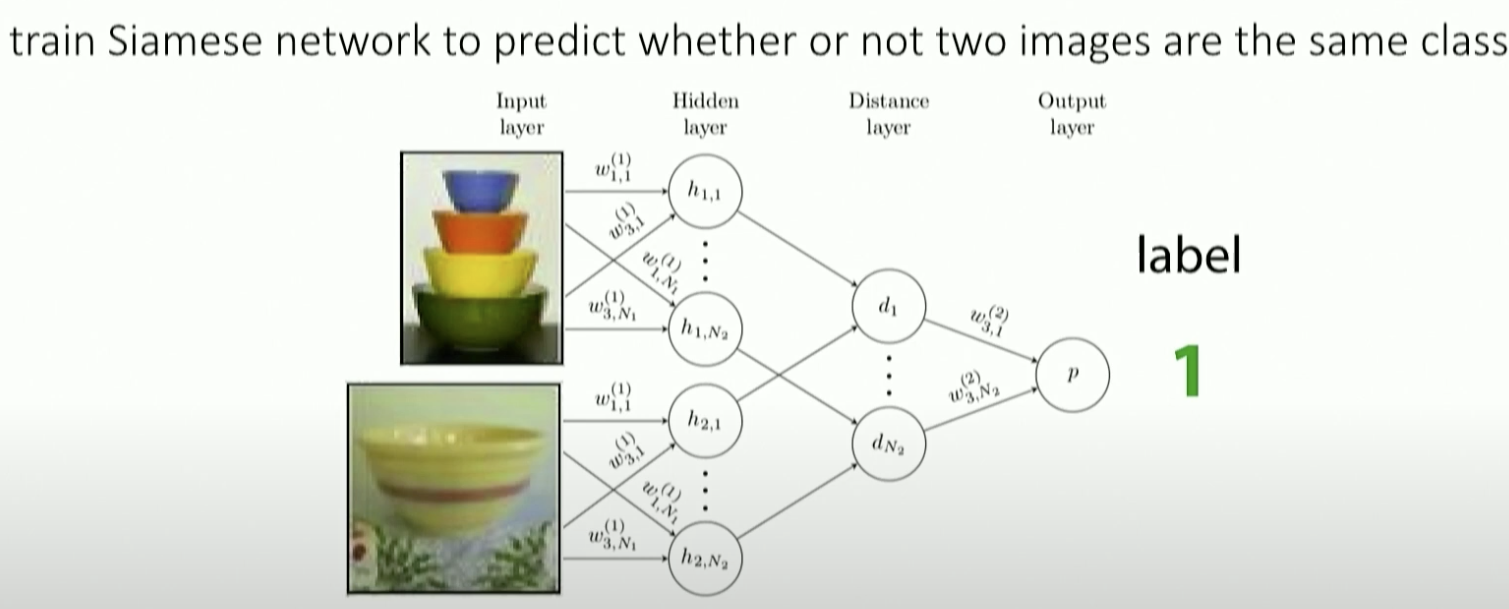 train Siamese network to predict whether or not two images are the same class
Input layer
Hidden layer
Distance layer
Output layer
w_{1,1}^{(1)}
w_{3,1}^{(1)}
w_{1,N_1}^{(1)}
w_{3,N_1}^{(1)}
h_{1,1}
h_{1,N_2}
w_{1,1}^{(1)}
w_{3,1}^{(1)}
w_{1,N_1}^{(1)}
w_{3,N_1}^{(1)}
h_{2,1}
h_{2,N_2}
d_1
d_{N_2}
w_{3,1}^{(2)}
w_{3,N_2}^{(2)}
p
label
1